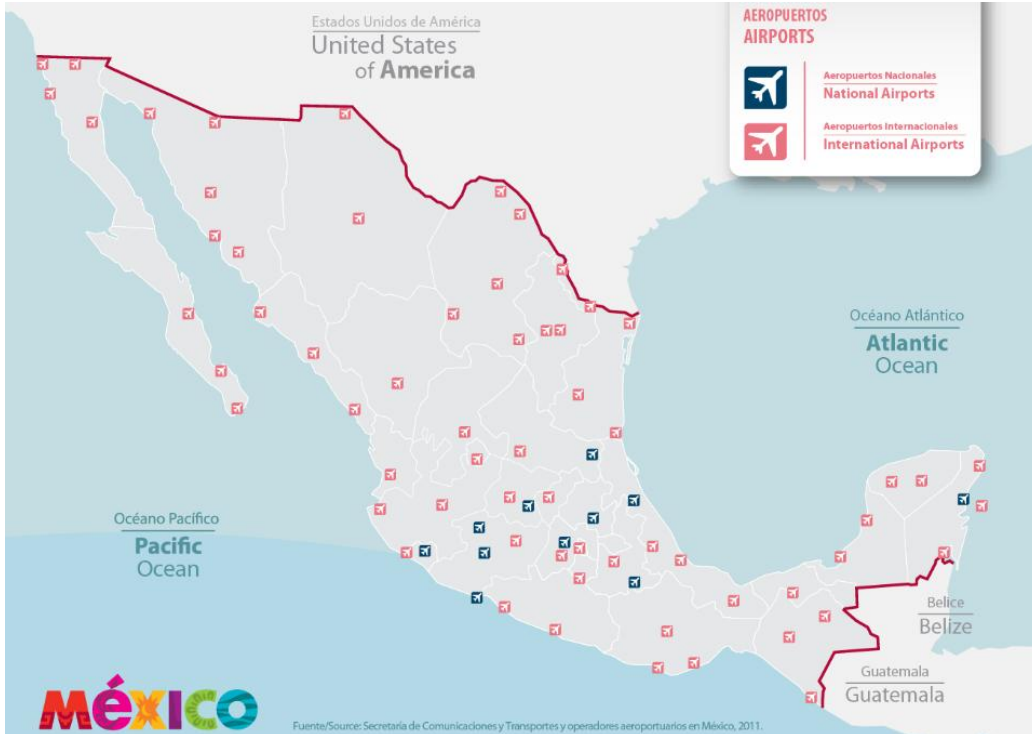 Estados Unidos de América
United States
of America
AEROPUERTOS
AIRPORTS
Aeropuertos Nacionales
National Airports
Aeropuertos Internacionales
International Airports
Océano Atlántico
Atlantic
Ocean
Océano Pacífico
Pacific
Ocean
Belice
Belize
Guatemala
Guatemala
MéXICO
Fuente/Source: Secretaría de Comunicaciones y Transportes y operadores aeroportuarios en México, 2011.